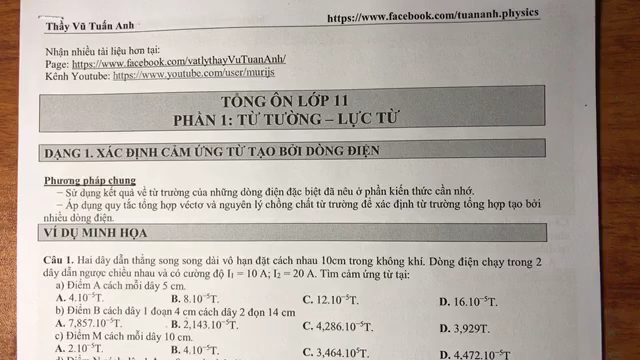 Thầy Vũ Tuấn Anh
https://www.facebook.com/tuananh.physics
Nhận nhiều tài liệu hơn tại:
Page: https://www.facebook.com/vatlythayVuTuanAnh/
Kênh Youtube: https://www.youtube.com/user/murijs
TỔNG ÔN LỚP 11
PHẦN 1: TỪ TƯỜNG – LỰC TỪ
DẠNG 1. XÁC ĐỊNH CẢM ỨNG TỪ TẠO BỞI DÒNG ĐIỆN
Phương pháp chung
− Sử dụng kết quả về từ trường của những dòng điện đặc biệt đã nêu ở phần kiến thức cần nhớ.
− Áp dụng quy tắc tổng hợp véctơ và nguyên lý chồng chất từ trường để xác định từ trường tổng hợp tạo bởi
nhiều dòng điện.
VÍ DỤ MINH HỌA
Câu 1. Hai dây dẫn thẳng song song dài vô hạn đặt cách nhau 10cm trong không khí. Dòng điện chạy trong 2
dây dẫn ngược chiều nhau và có cường độ I₁ = 10 A; I₂ = 20 A. Tìm cảm ứng từ tại:
a) Điểm A cách mỗi dây 5 cm.
A. 4.10⁻⁵T. B. 8.10⁻⁵T. C. 12.10⁻⁵T. D. 16.10⁻⁵T.
b) Điểm B cách dây 1 đoạn 4 cm cách dây 2 đọn 14 cm
A. 7,857.10⁻⁵T. B. 2,143.10⁻⁵T. C. 4,286.10⁻⁵T. D. 3,929T.
c) Điểm M cách mỗi dây 10 cm.
A. 2.10⁻⁵T. B. 4.10⁻⁵T. C. 3,464.10⁵T. D. 4,472.10⁻⁵T